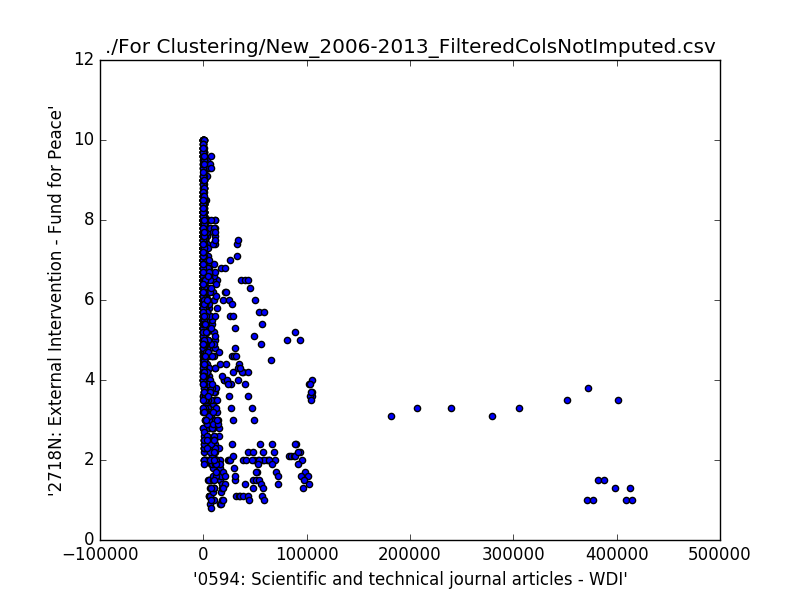 ./For Clustering/New_2006-2013_FilteredColsNotImputed.csv
12
10
8
6
4
2
0
'2718N: External Intervention - Fund for Peace'
−100000 0 100000 200000 300000 400000 500000
'0594: Scientific and technical journal articles - WDI'